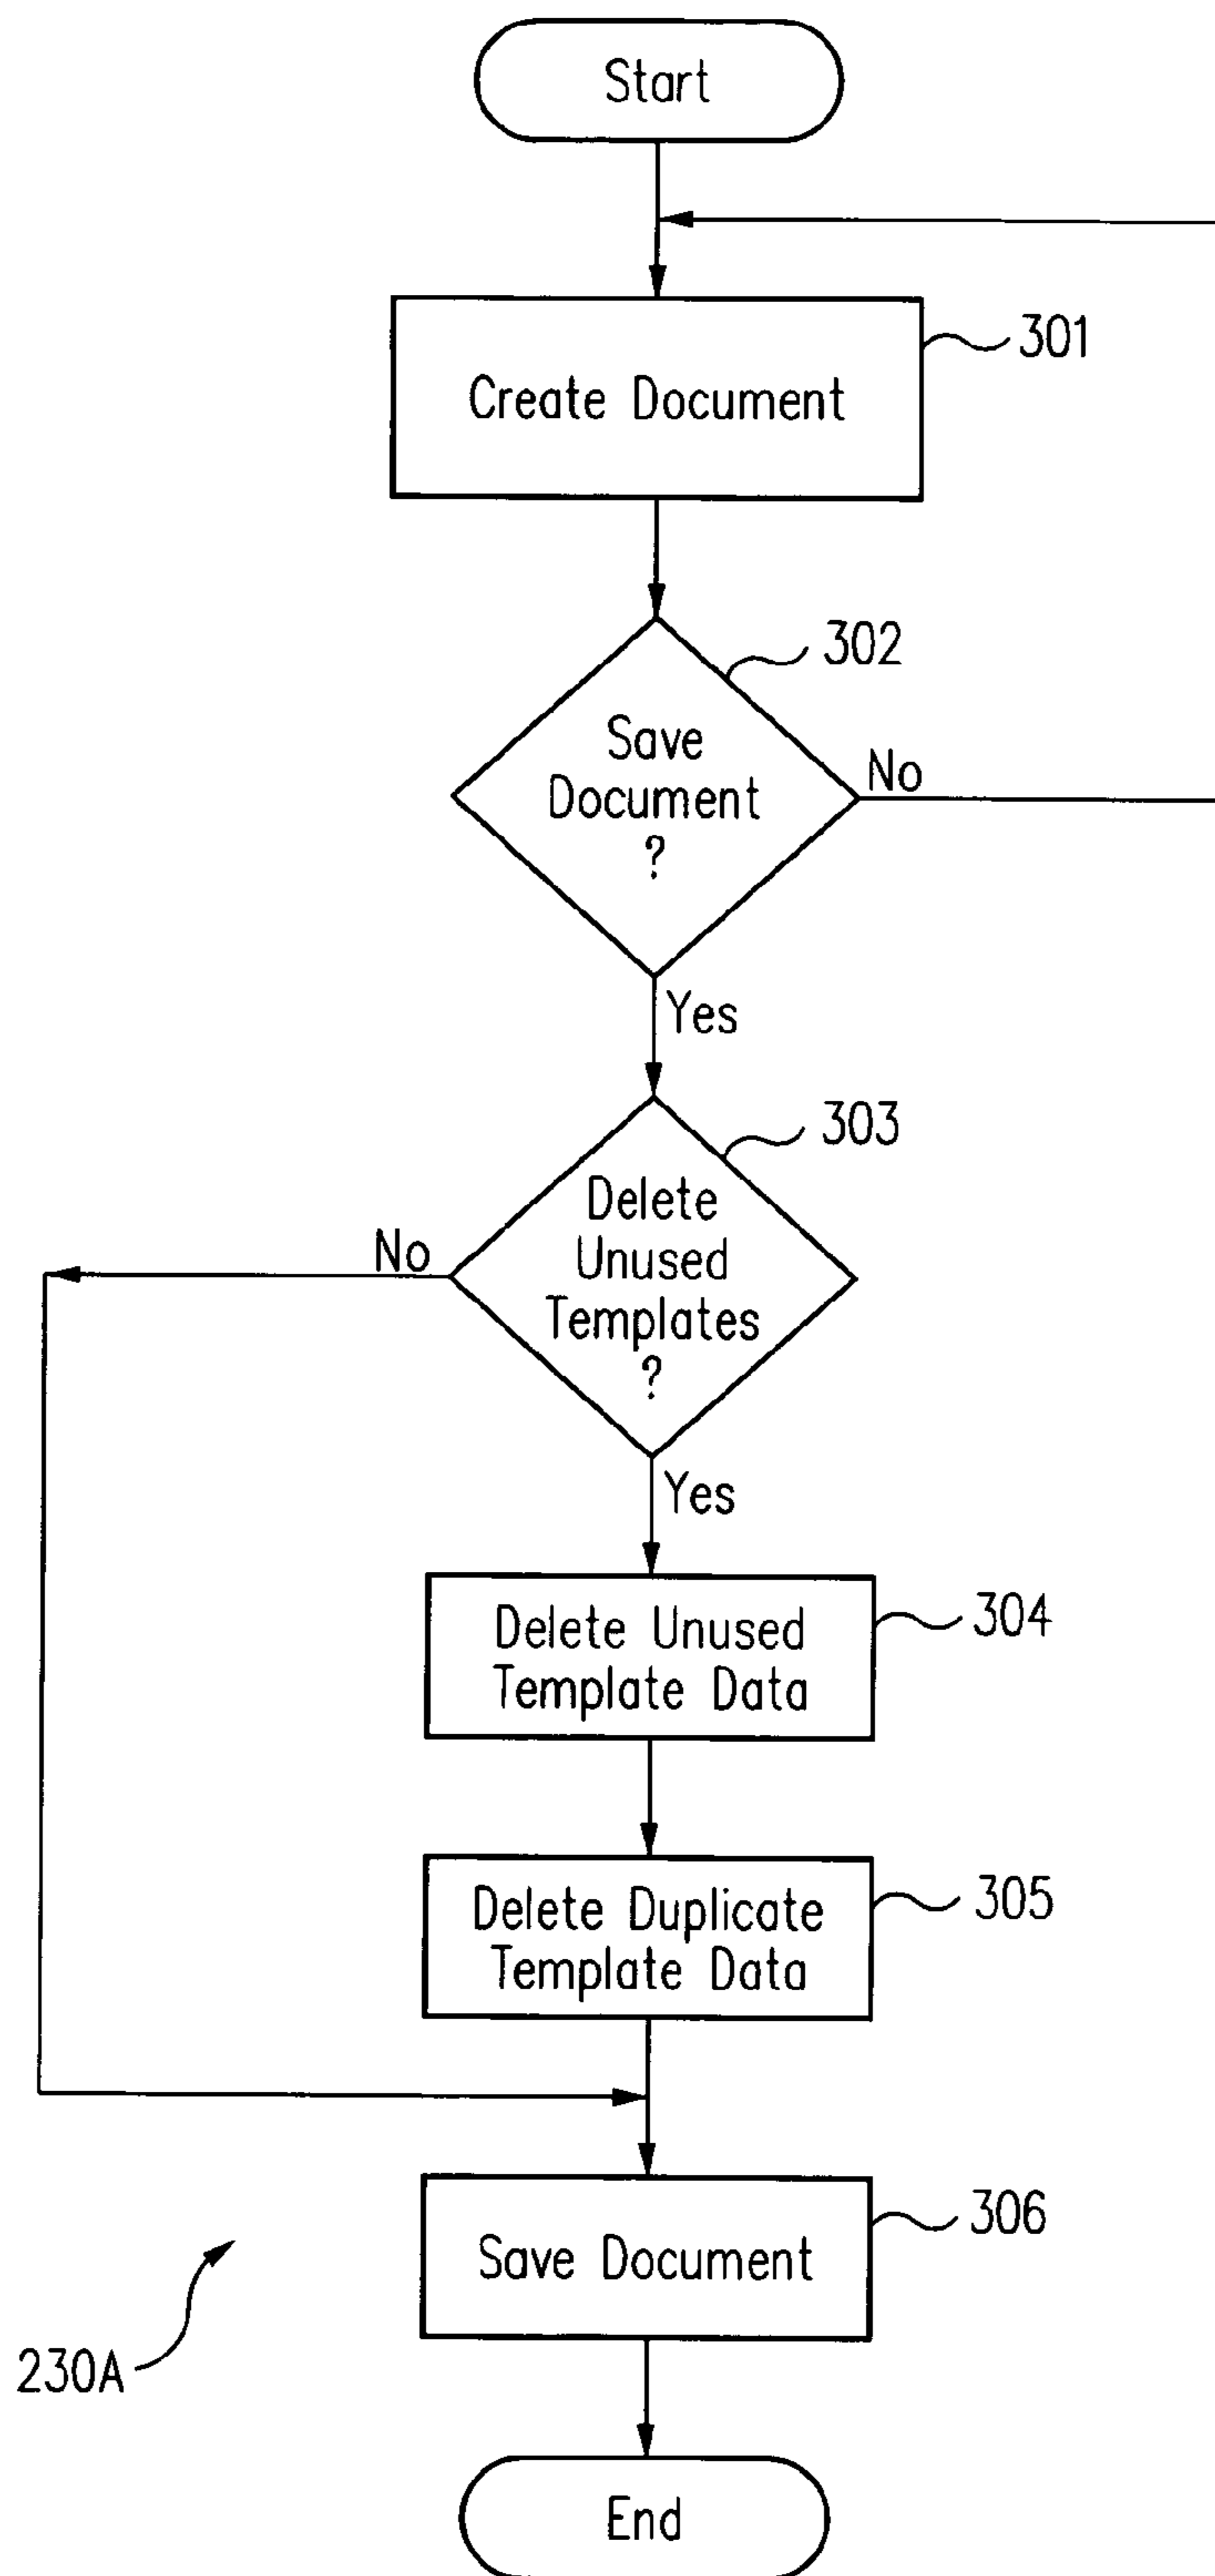 Start
301
Create Document
302
Save
Document
?
No
Yes
303
Delete
Unused
Templates
?
No
Yes
304
Delete Unused
Template Data
305
Delete Duplicate
Template Data
306
Save Document
230A
End